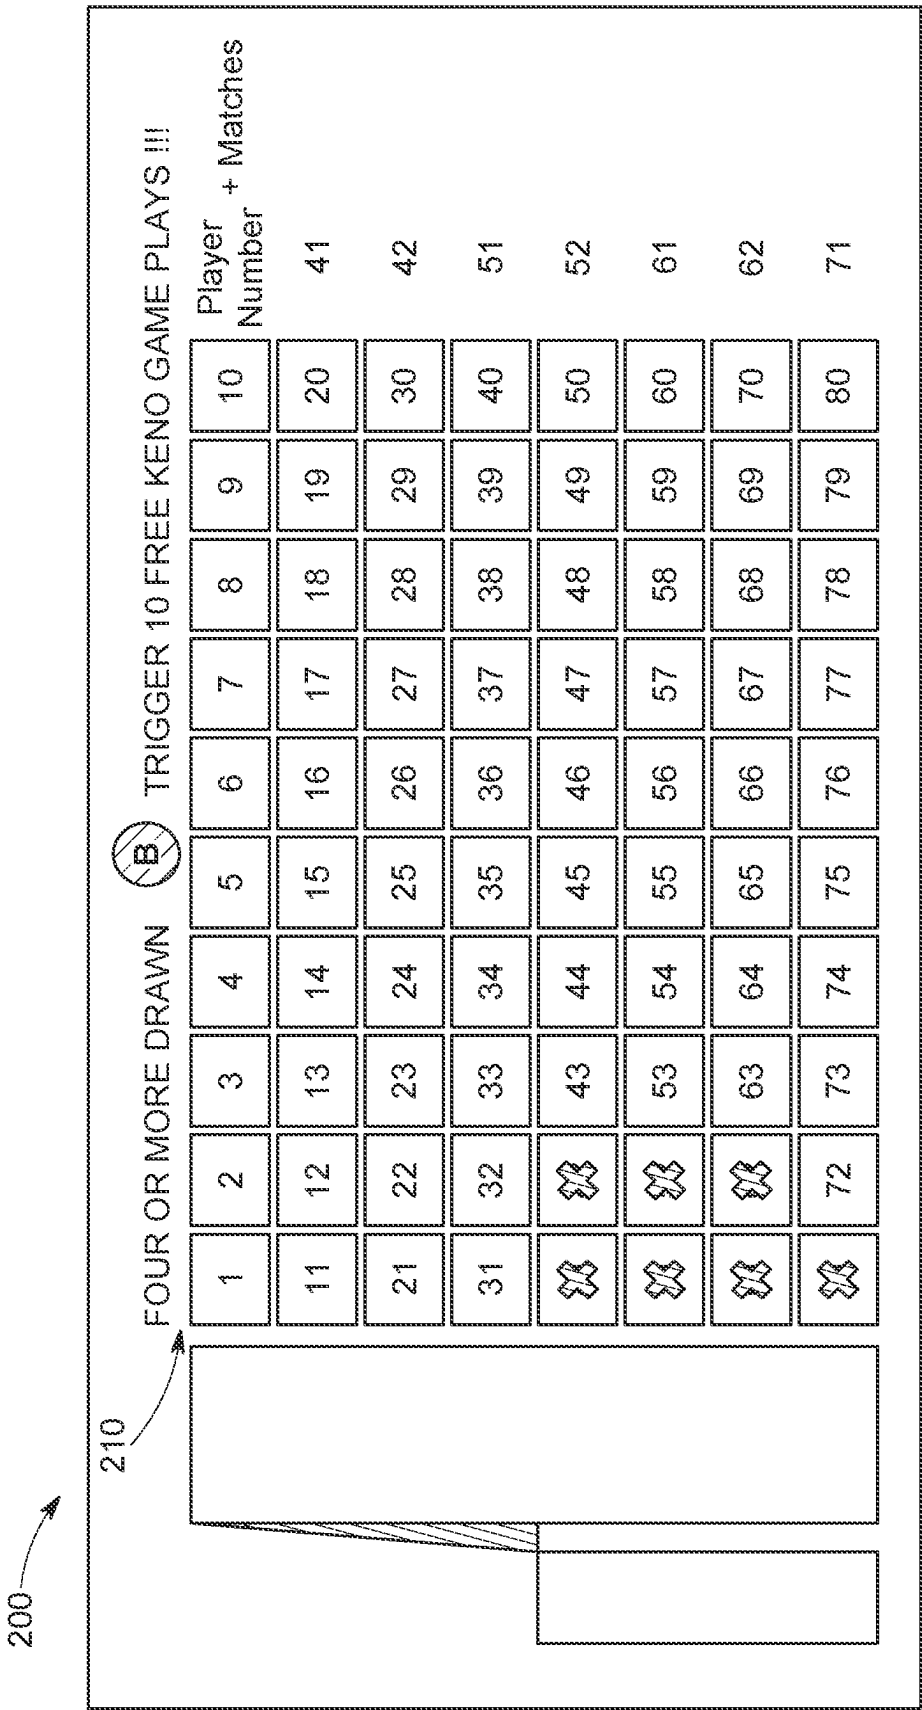 200
210
FOUR OR MORE DRAWN B TRIGGER 10 FREE KENO GAME PLAYS !!!
1 2 3 4 5 6 7 8 9 10
Player
Number + Matches
11 12 13 14 15 16 17 18 19 20 41
21 22 23 24 25 26 27 28 29 30 42
31 32 33 34 35 36 37 38 39 40 51
43 44 45 46 47 48 49 50 52
53 54 55 56 57 58 59 60 61
63 64 65 66 67 68 69 70 62
72 73 74 75 76 77 78 79 80 71